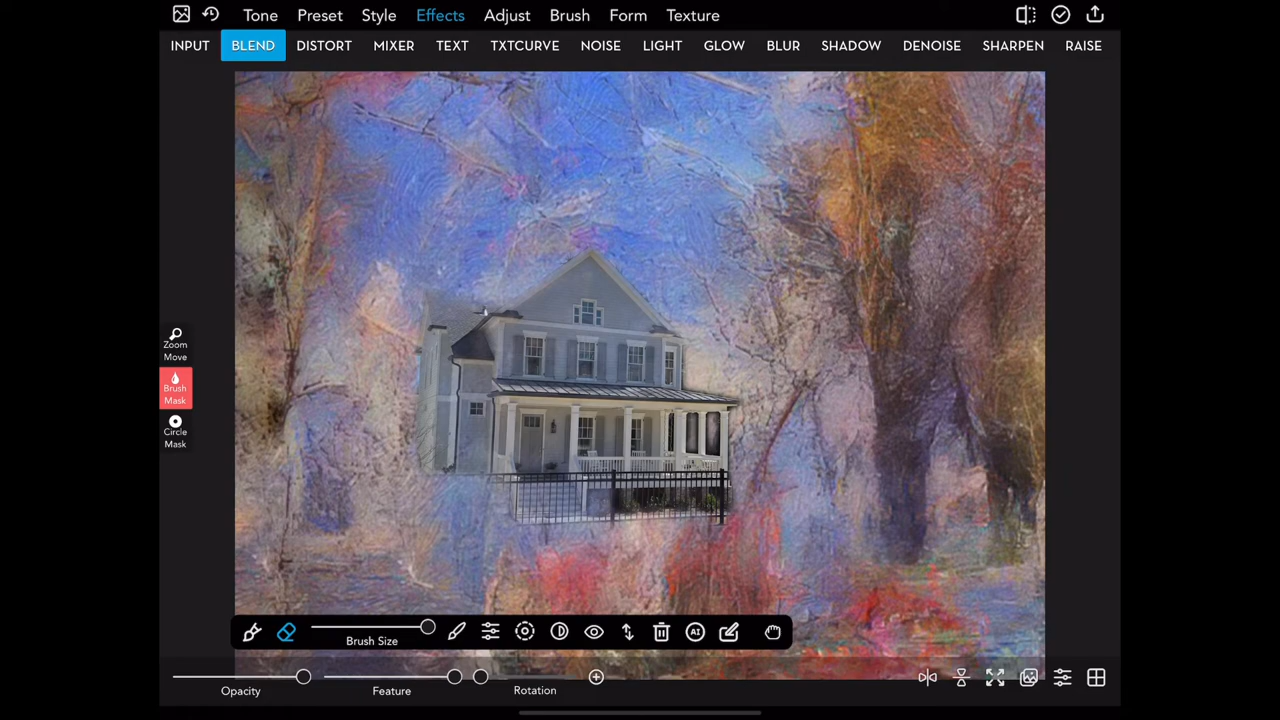 Tone Preset Style Effects Adjust Brush Form Texture
INPUT BLEND DISTORT MIXER TEXT TXTCURVE NOISE LIGHT GLOW BLUR SHADOW DENOISE SHARPEN RAISE
Zoom
Move
Brush
Mask
Circle
Mask
Brush Size
AI
Opacity Feature Rotation